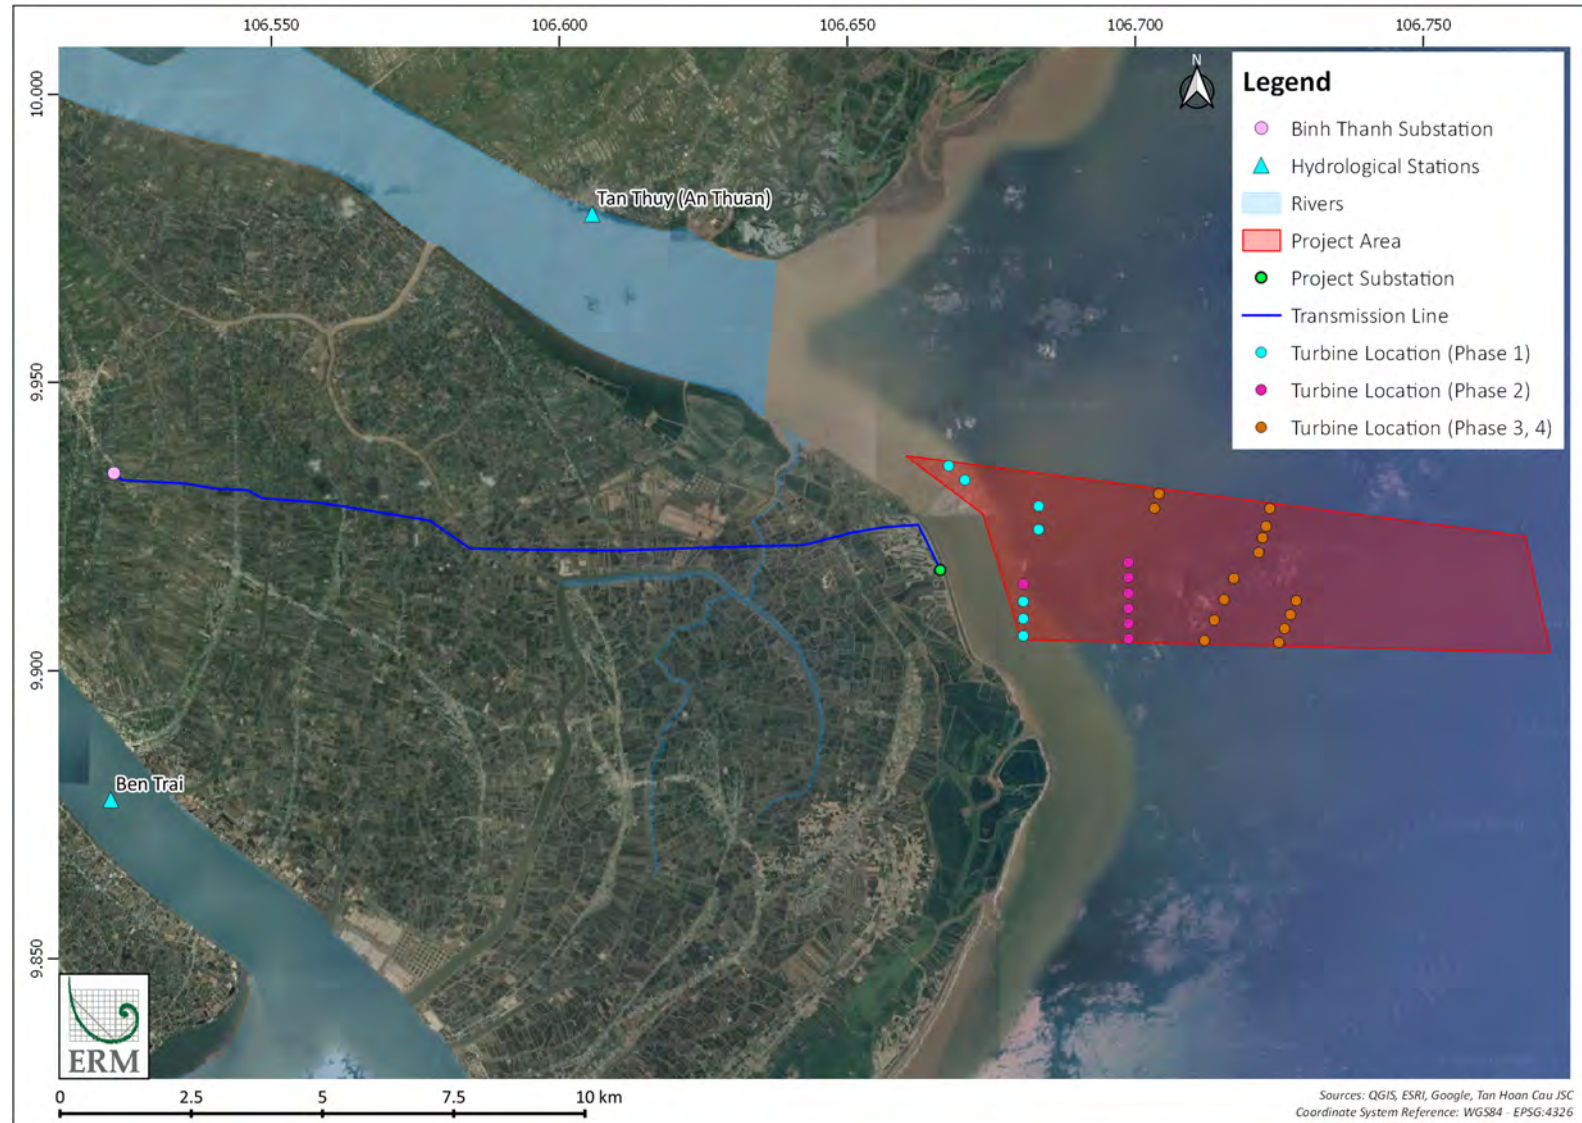 106.550
106.600
106.650
106.700
106.750
10.000
9.950
9.900
9.850
N
Legend
Binh Thanh Substation
Hydrological Stations
Rivers
Project Area
Project Substation
Transmission Line
Turbine Location (Phase 1)
Turbine Location (Phase 2)
Turbine Location (Phase 3, 4)
Tan Thuy (An Thuan)
Ben Trai
ERM
0
2.5
5
7.5
10 km
Sources: QGIS, ESRI, Google, Tan Hoan Cau JSC
Coordinate System Reference: WGS84 - EPSG:4326